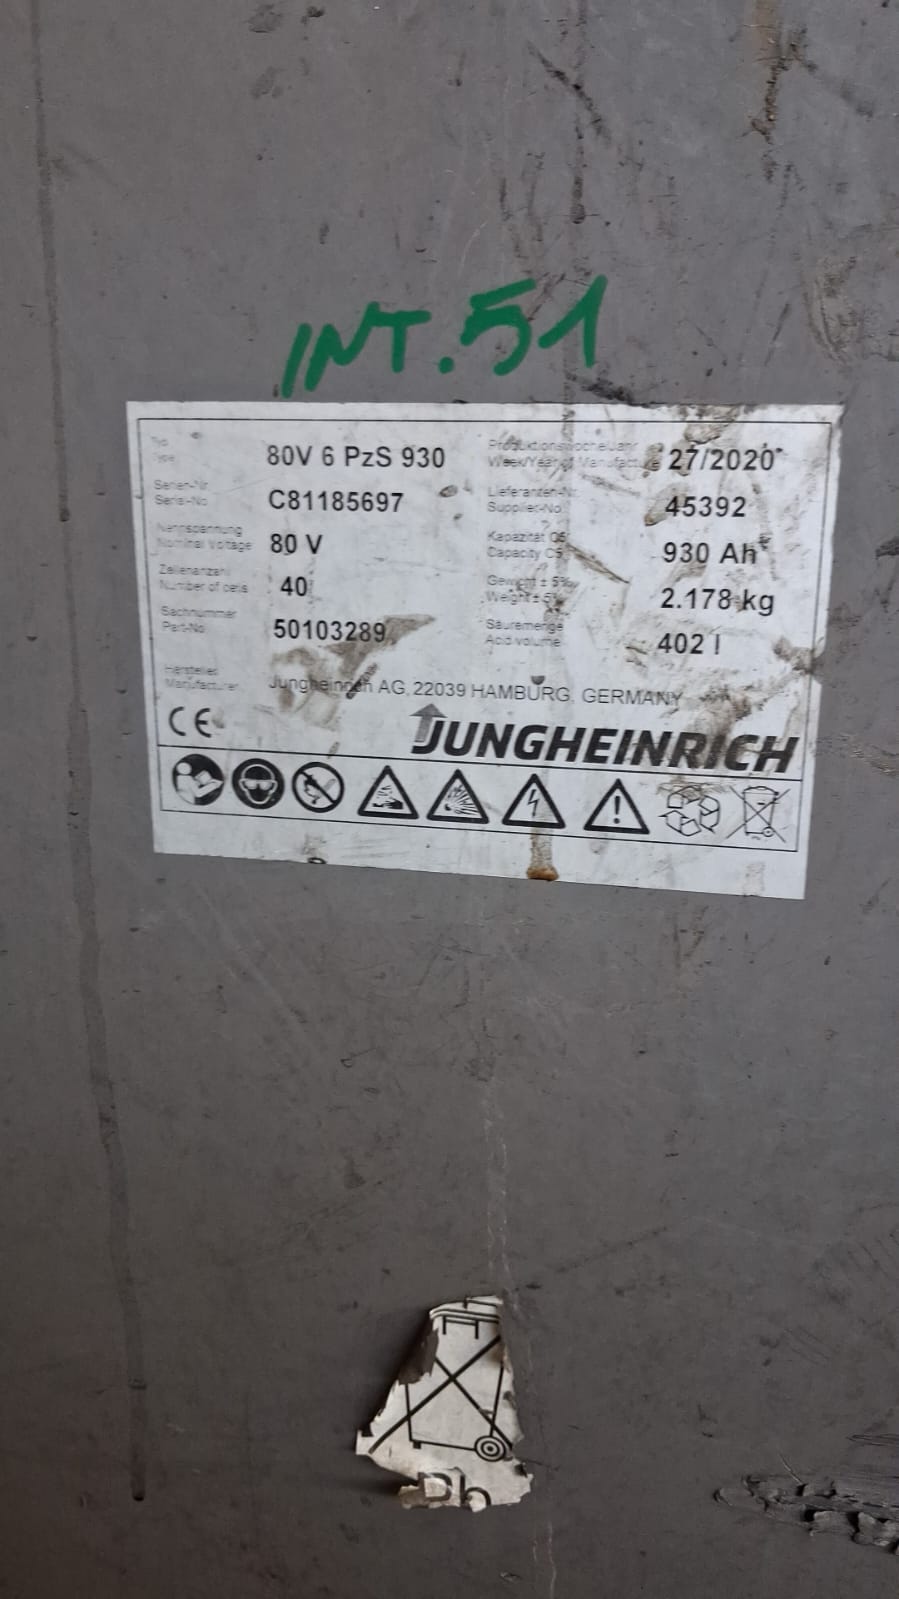 INT.51
Typ
Type
80V 6 PzS 930
Produktionswoche/Jahr
Week/Year of Manufacture
27/2020
Serien-Nr.
Serial-No.
C81185697
Lieferanten-Nr.
Supplier-No.
45392
Nennspannung
Nominal Voltage
80 V
Kapazität C5
Capacity C5
930 Ah
Zellenanzahl
Number of cells
40
Gewicht ± 5%
Weight ± 5%
2.178 kg
Sachnummer
Part-No.
50103289
Säuremenge
Acid volume
402 l
Hersteller
Manufacturer
Jungheinrich AG, 22039 HAMBURG, GERMANY
CE
JUNGHEINRICH
Pb